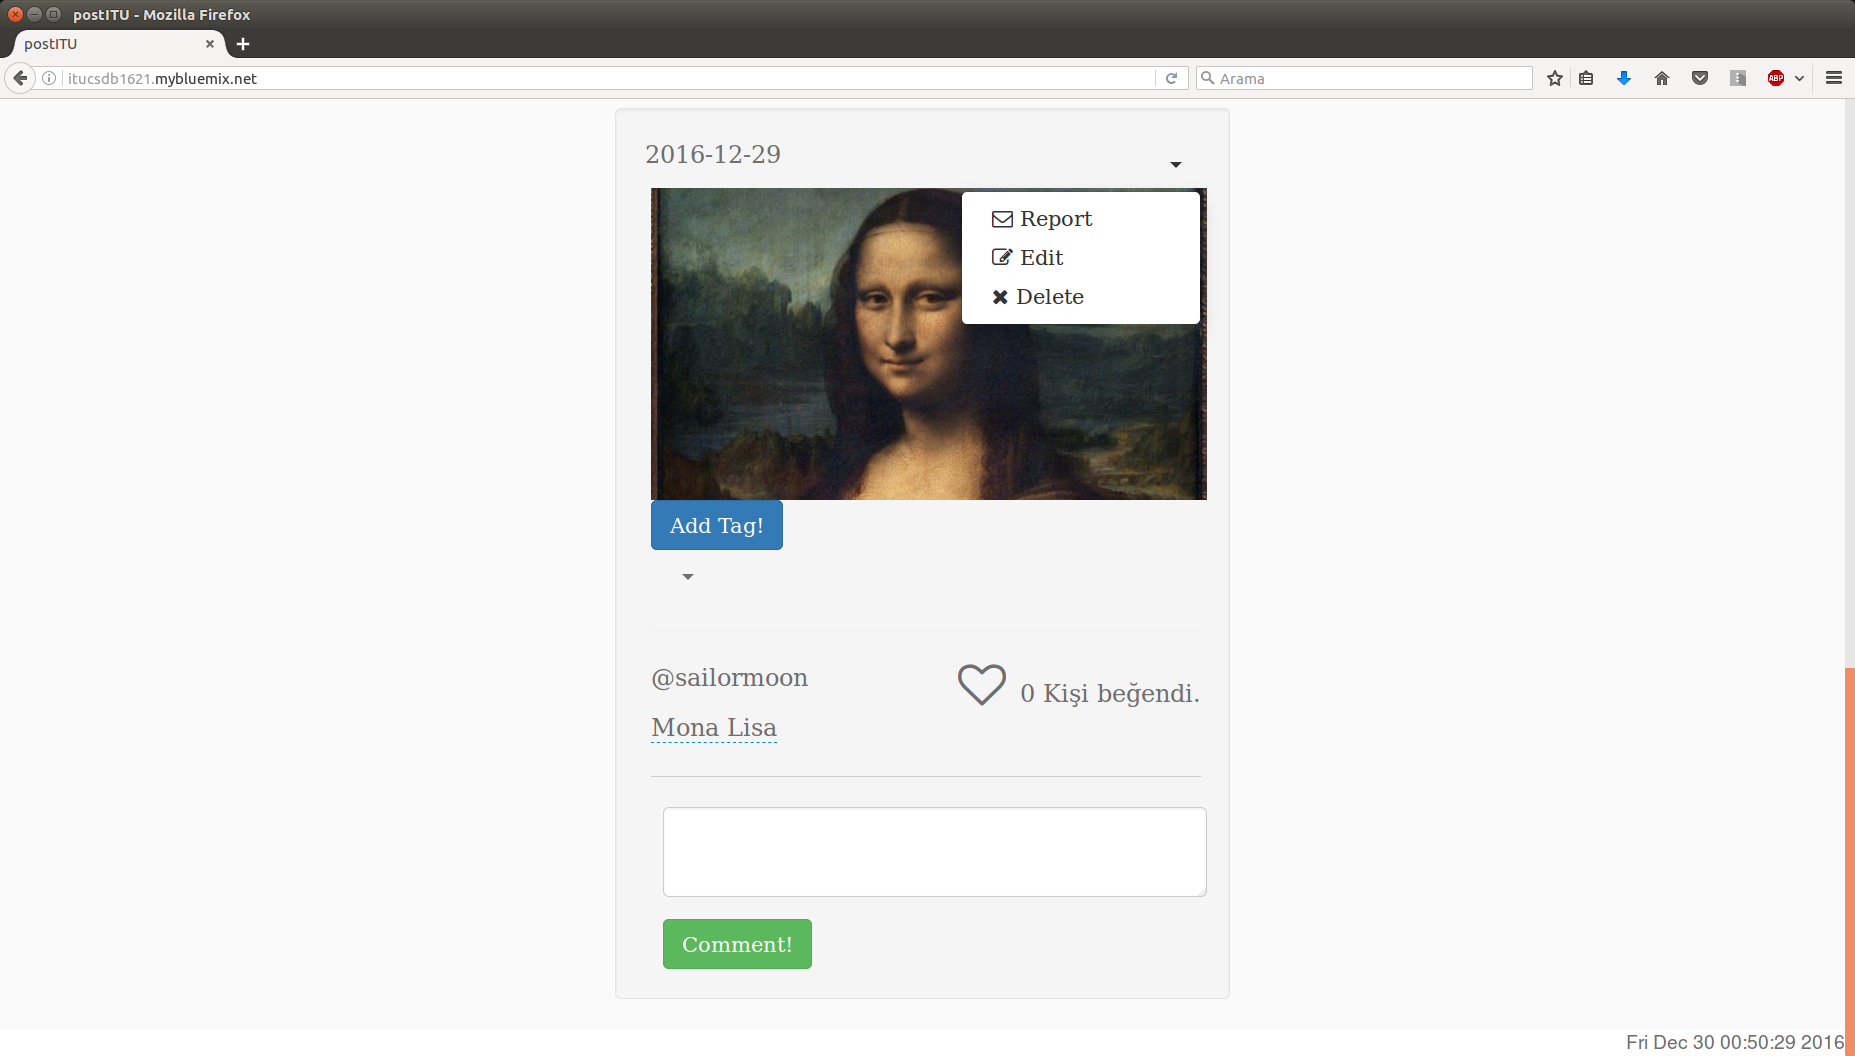 postITU - Mozilla Firefox
postITU
itucsdb1621.mybluemix.net
Arama
ABP
2016-12-29
Report
Edit
Delete
Add Tag!
@sailormoon
0 Kişi beğendi.
Mona Lisa
Comment!
Fri Dec 30 00:50:29 2016